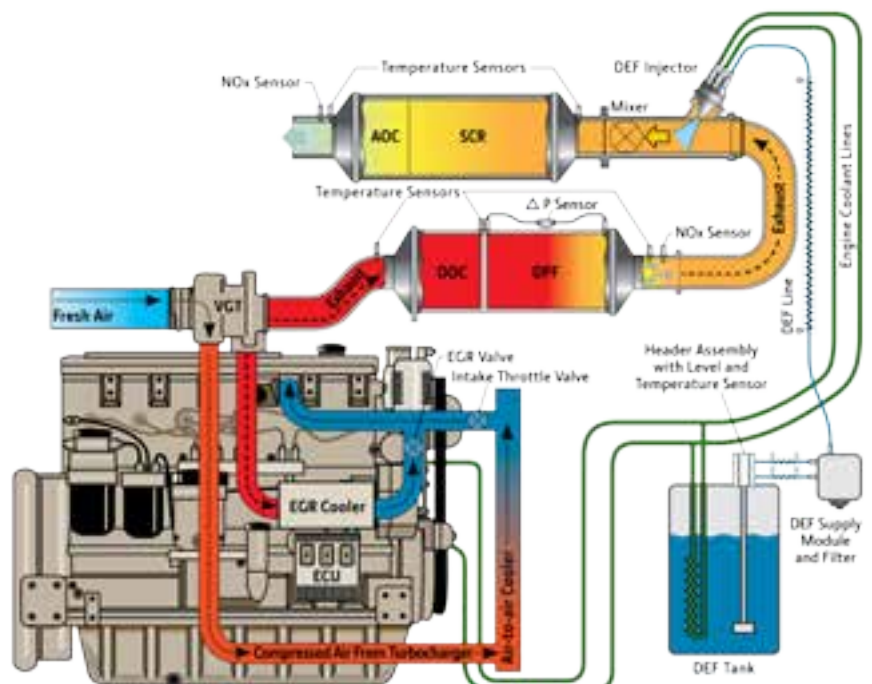 NOx Sensor
Temperature Sensors
DEF Injector
Mixer
AOC
SCR
Temperature Sensors
△ P Sensor
NOx Sensor
Exhaust
Engine Coolant Lines
DEF Line
DOC
DPF
Exhaust
Fresh Air
VGT
EGR Valve
Intake Throttle Valve
Header Assembly
with Level and
Temperature Sensor
EGR Cooler
ECU
Air-to-air Cooler
Compressed Air From Turbocharger
DEF Supply
Module
and Filter
DEF Tank